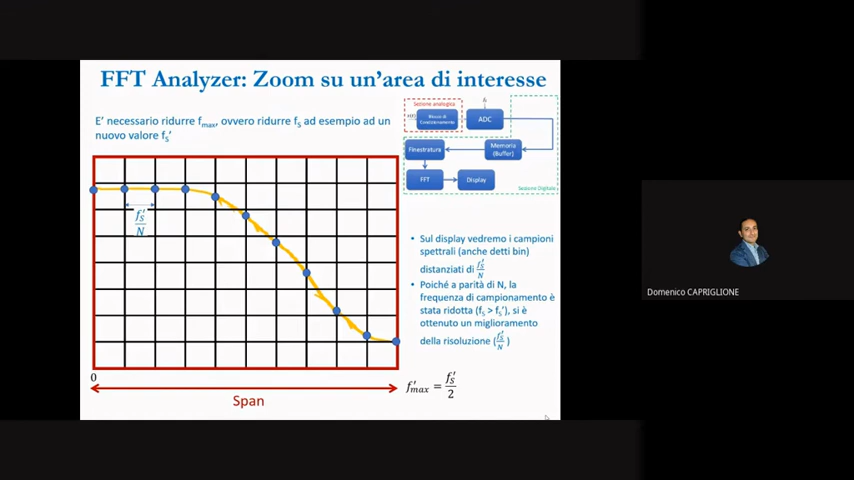 FFT Analyzer: Zoom su un'area di interesse
E' necessario ridurre fmax, ovvero ridurre fS ad esempio ad un
nuovo valore fS'
Sezione analogica
Blocco di
Condizionamento
ADC
Finestratura
Memoria
(Buffer)
FFT
Display
Sezione Digitale
fS'
N
• Sul display vedremo i campioni
spettrali (anche detti bin)
distanziati di fS'/N
• Poiché a parità di N, la
frequenza di campionamento è
stata ridotta (fS > fS'), si è
ottenuto un miglioramento
della risoluzione (fS'/N)
0
Span
f'max = fS'/2
Domenico CAPRIGLIONE